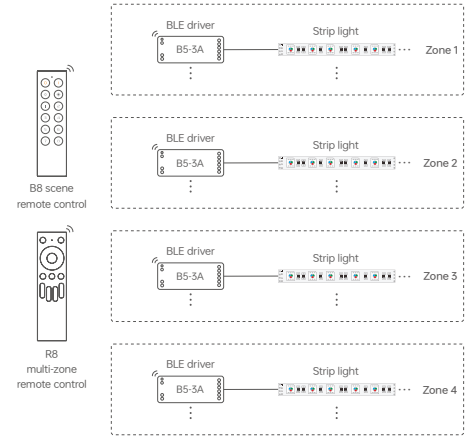 BLE driver
B5-3A
Strip light
Zone 1
BLE driver
B5-3A
Strip light
Zone 2
B8 scene
remote control
BLE driver
B5-3A
Strip light
Zone 3
R8
multi-zone
remote control
BLE driver
B5-3A
Strip light
Zone 4